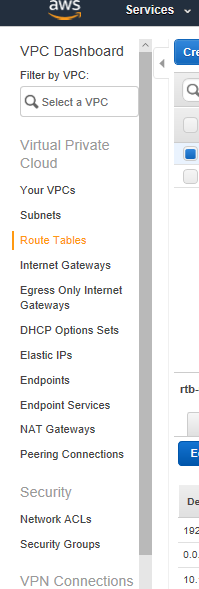 aws
Services
VPC Dashboard
Filter by VPC:
Select a VPC
Virtual Private
Cloud
Your VPCs
Subnets
Route Tables
Internet Gateways
Egress Only Internet
Gateways
DHCP Options Sets
Elastic IPs
Endpoints
Endpoint Services
NAT Gateways
Peering Connections
Security
Network ACLs
Security Groups
VPN Connections
Cre
rtb-
E
De
192
0.0.
10.